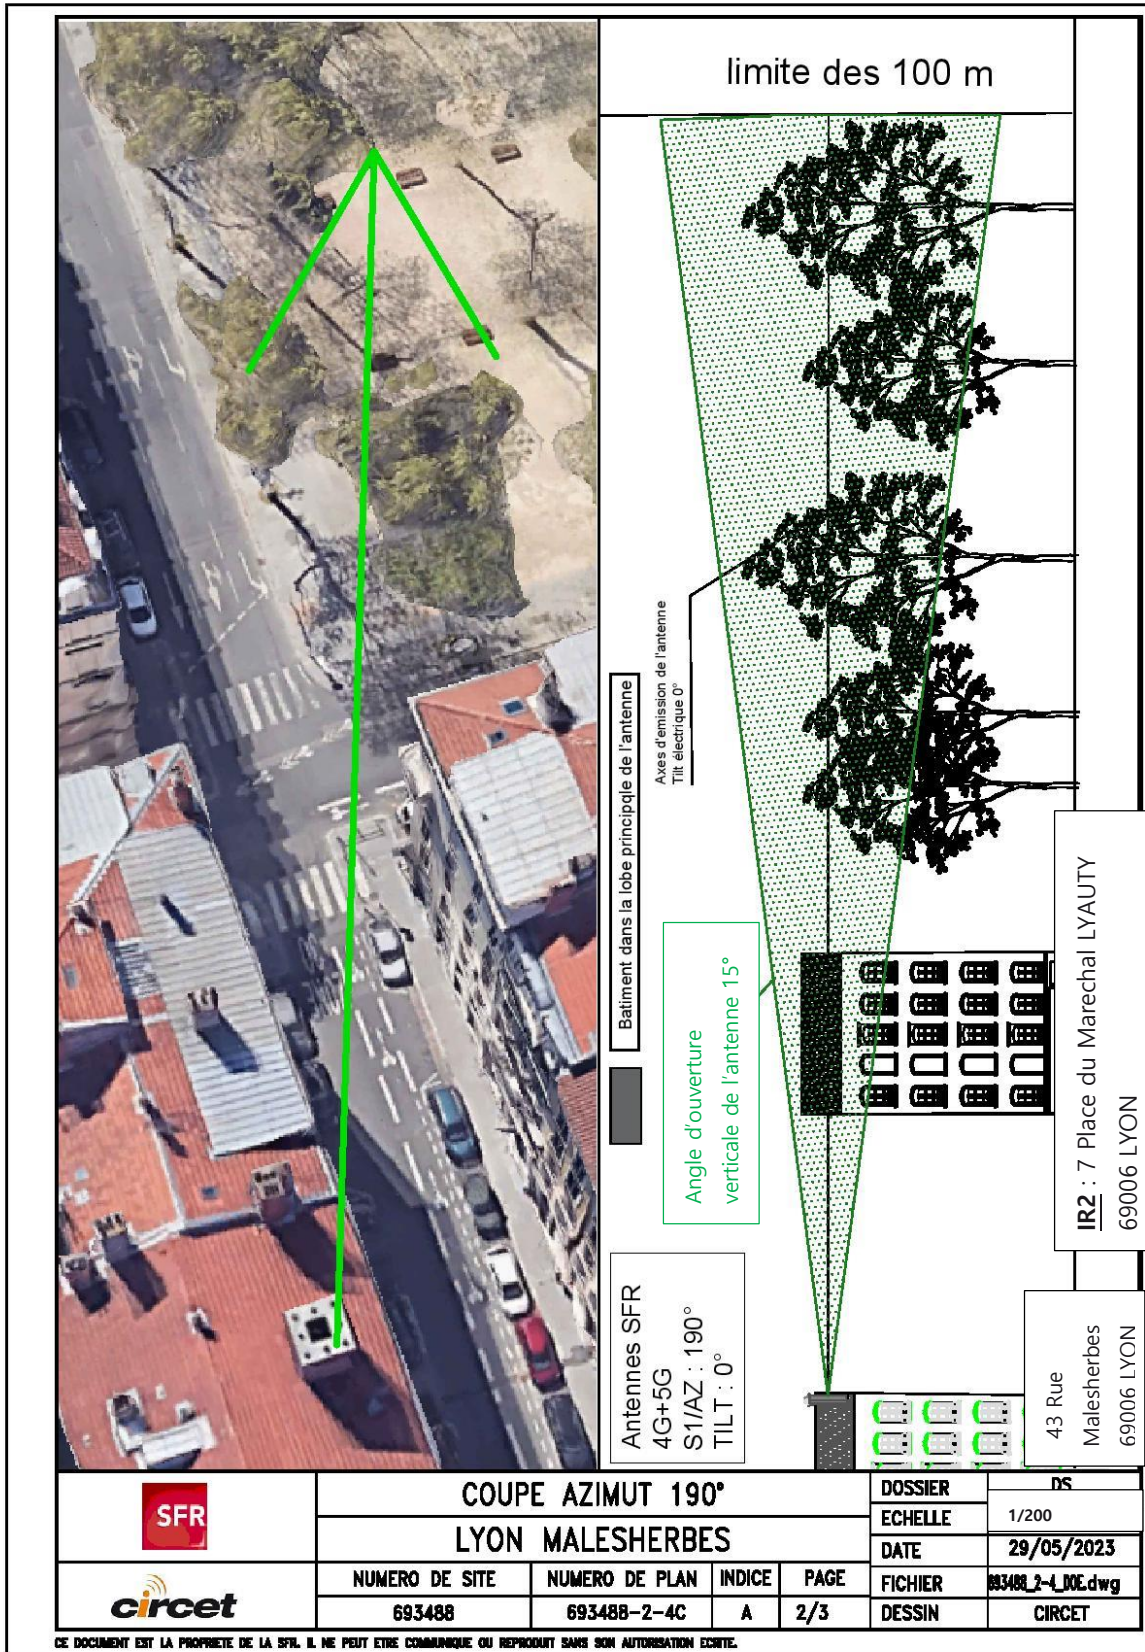 limite des 100 m
Batiment dans la lobe principqle de l'antenne
Axes d'emission de l'antenne
Tilt électrique 0°
Angle d'ouverture
verticale de l'antenne 15°
IR2 : 7 Place du Marechal LYAUTY
69006 LYON
Antennes SFR
4G+5G
S1/AZ : 190°
TILT : 0°
43 Rue
Malesherbes
69006 LYON
SFR
circet
COUPE AZIMUT 190°
LYON MALESHERBES
NUMERO DE SITE
693488
NUMERO DE PLAN
693488-2-4C
INDICE
A
PAGE
2/3
DOSSIER
DS
ECHELLE
1/200
DATE
29/05/2023
FICHIER
693488_2-4_DOE.dwg
DESSIN
CIRCET
CE DOCUMENT EST LA PROPRIETE DE LA SFR. IL NE PEUT ETRE COMMUNIQUE OU REPRODUIT SANS SON AUTORISATION ECRITE.